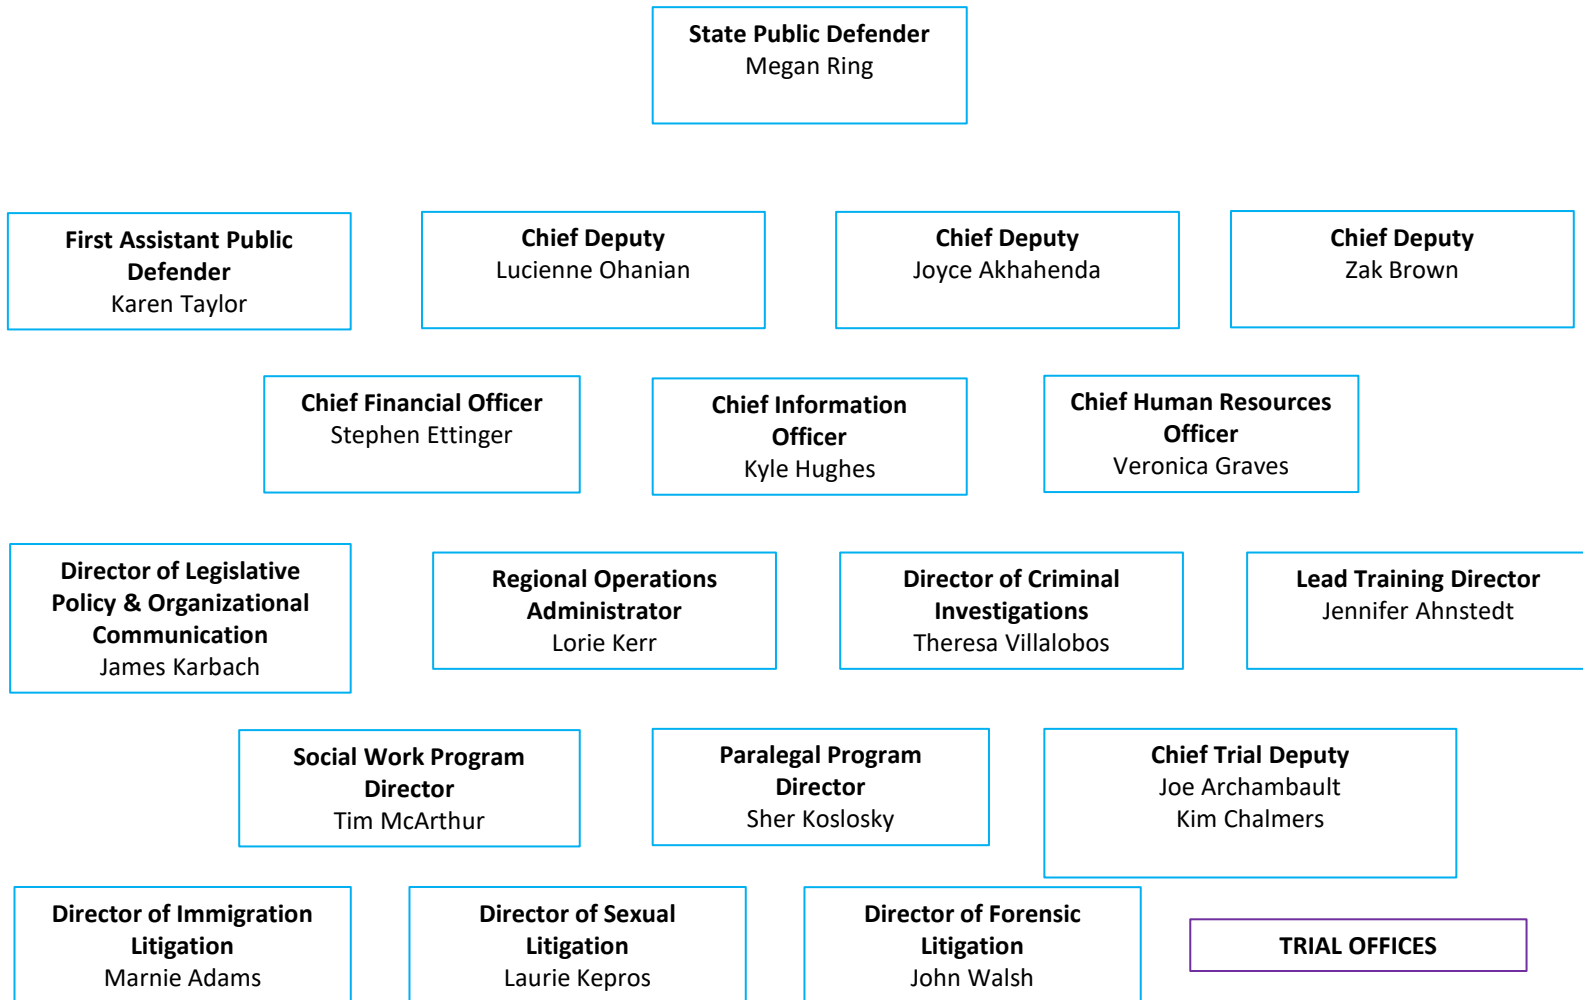 State Public Defender
Megan Ring
First Assistant Public
Defender
Karen Taylor
Chief Deputy
Lucienne Ohanian
Chief Deputy
Joyce Akhahenda
Chief Deputy
Zak Brown
Chief Financial Officer
Stephen Ettinger
Chief Information
Officer
Kyle Hughes
Chief Human Resources
Officer
Veronica Graves
Director of Legislative
Policy & Organizational
Communication
James Karbach
Regional Operations
Administrator
Lorie Kerr
Director of Criminal
Investigations
Theresa Villalobos
Lead Training Director
Jennifer Ahnstedt
Social Work Program
Director
Tim McArthur
Paralegal Program
Director
Sher Koslosky
Chief Trial Deputy
Joe Archambault
Kim Chalmers
Director of Immigration
Litigation
Marnie Adams
Director of Sexual
Litigation
Laurie Kepros
Director of Forensic
Litigation
John Walsh
TRIAL OFFICES